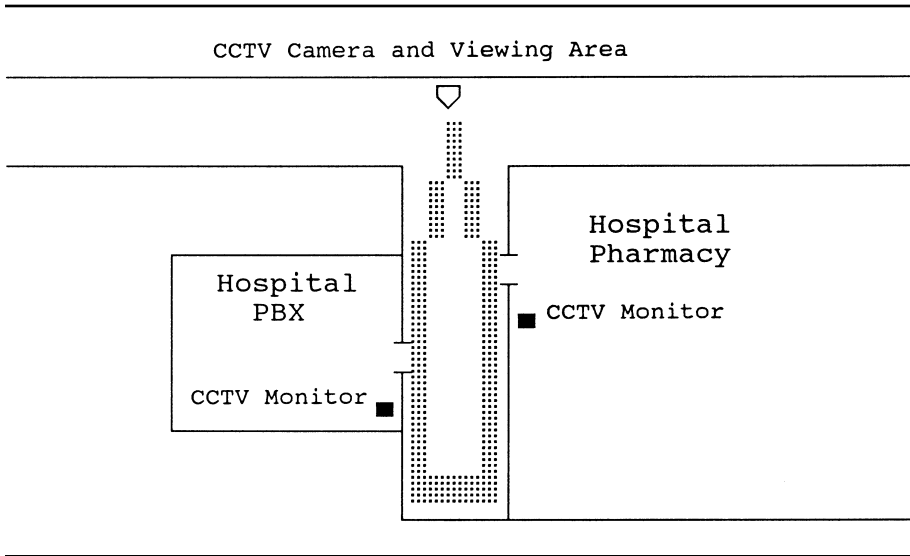 CCTV Camera and Viewing Area
Hospital
Pharmacy
Hospital
PBX
CCTV Monitor
CCTV Monitor